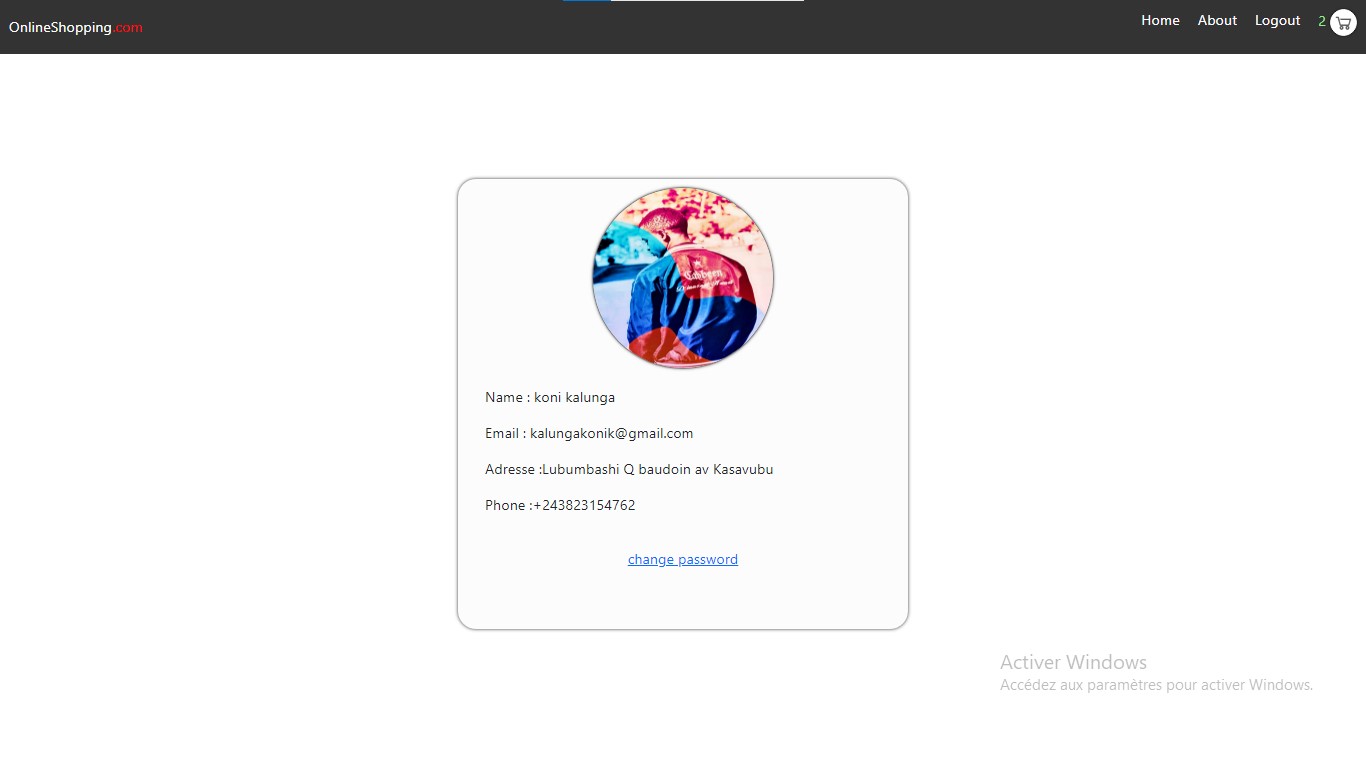 OnlineShopping.com
Home About Logout 2
Cabbeen
Name : koni kalunga
Email : kalungakonik@gmail.com
Adresse :Lubumbashi Q baudoin av Kasavubu
Phone :+243823154762
change password
Activer Windows
Accédez aux paramètres pour activer Windows.